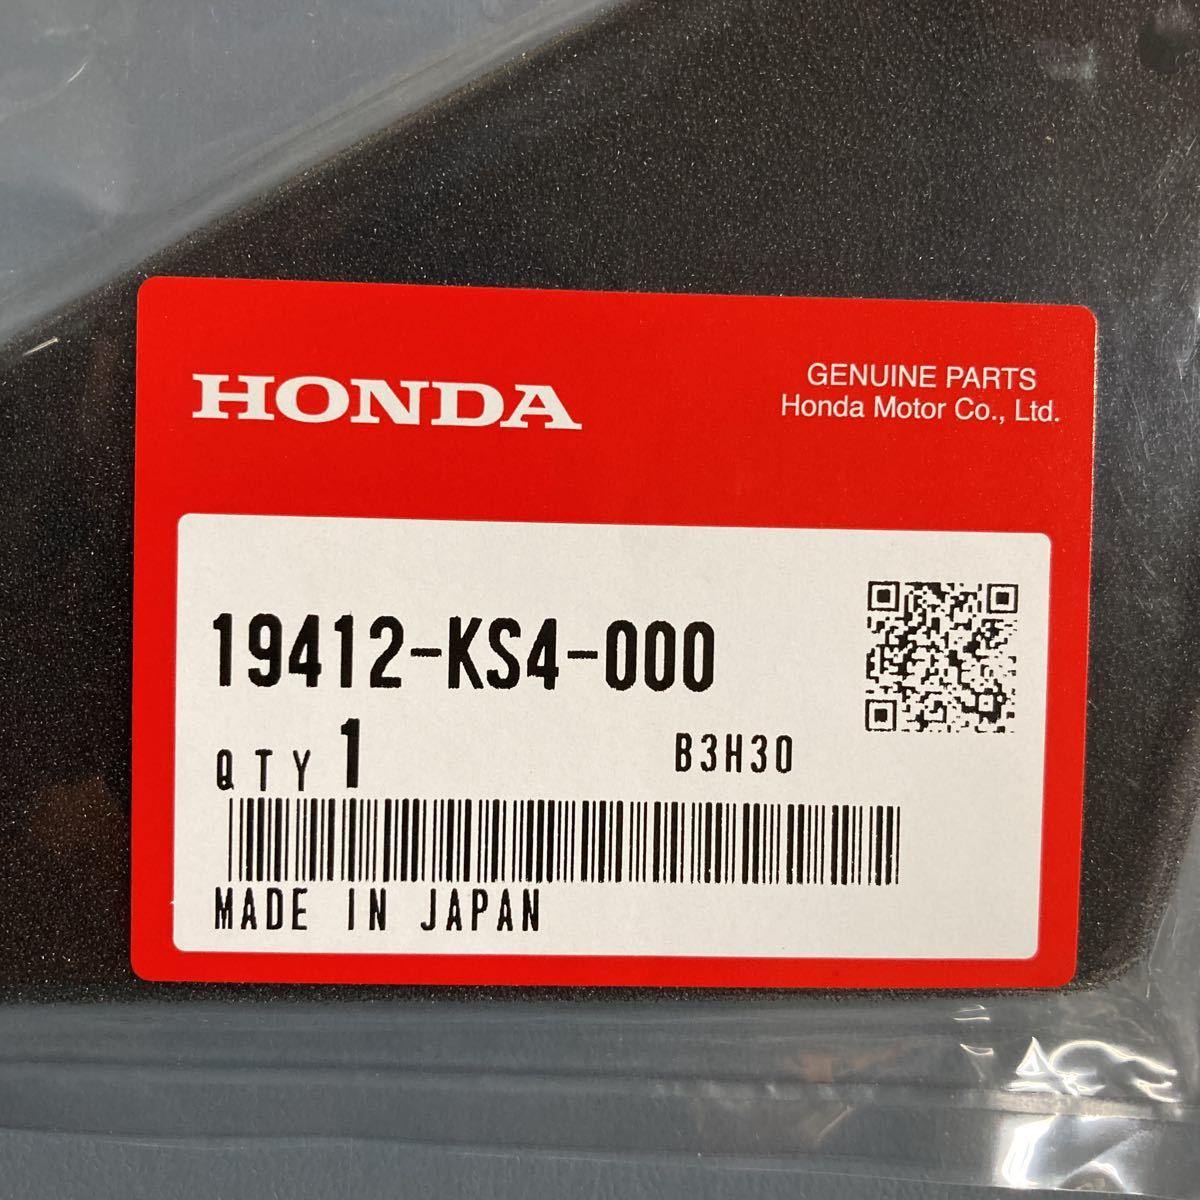 HONDA
GENUINE PARTS
Honda Motor Co., Ltd.
19412-KS4-000
QTY 1
B3H30
MADE IN JAPAN